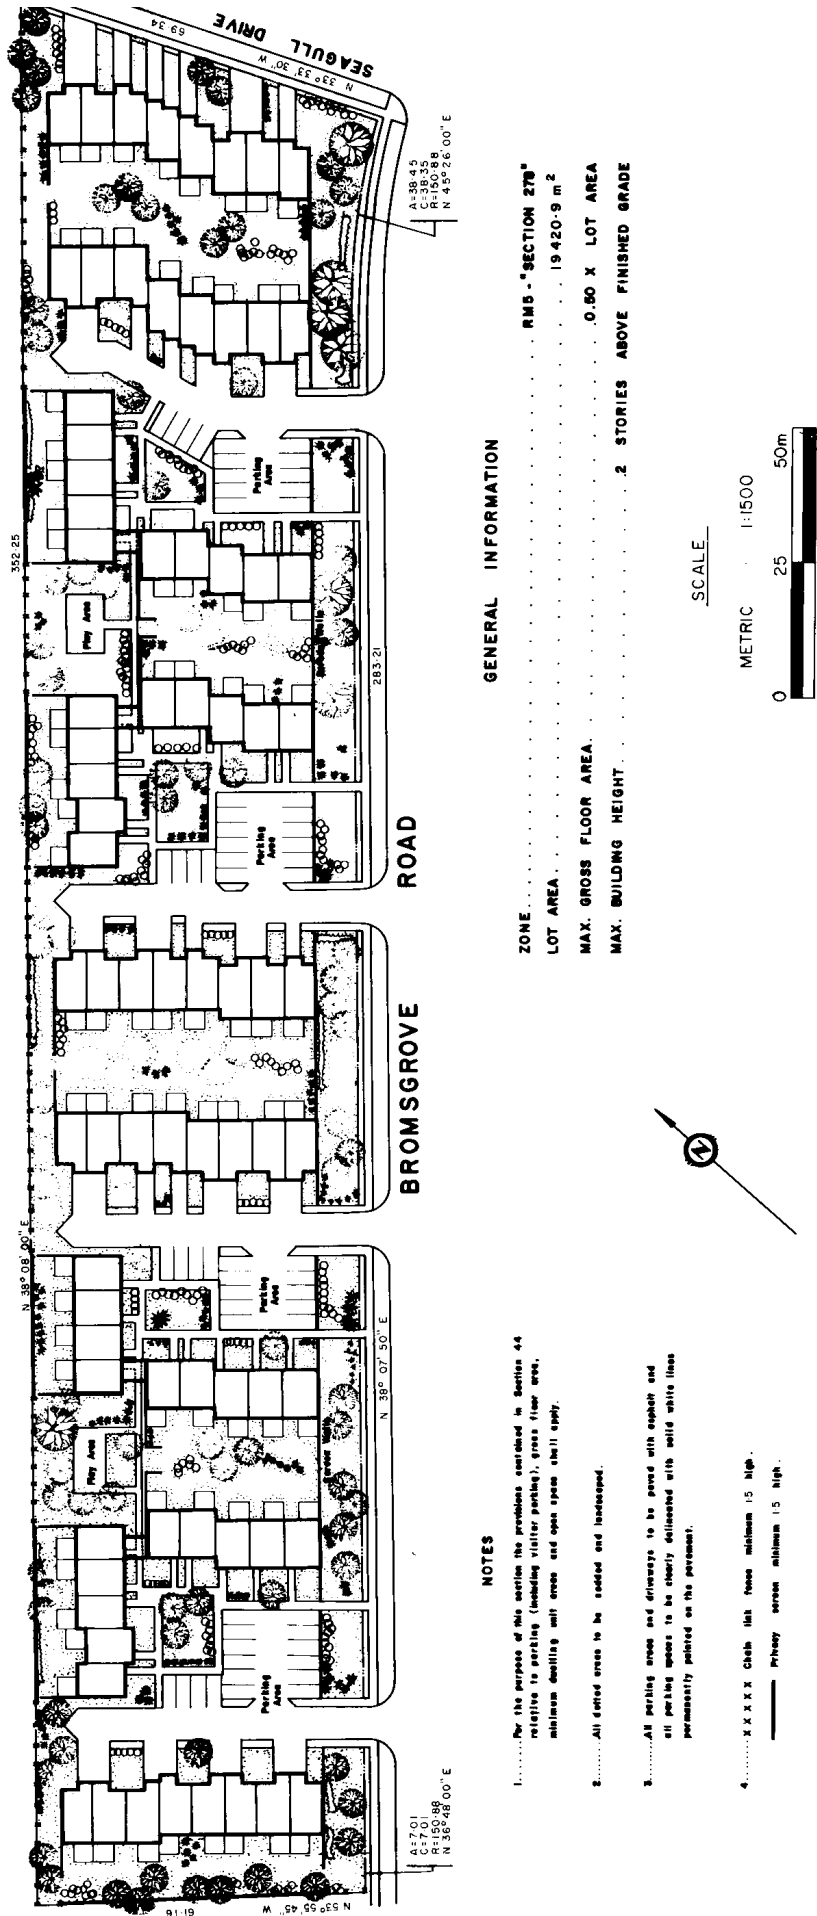 SEAGULL DRIVE
69·34
N 33° 33' 30" W
A=38·45
C=38·35
R=150·88
N 45° 26' 00" E
352·25
Parking Area
Play Area
283·21
Parking Area
BROMSGROVE ROAD
N 38° 08' 00" E
Parking Area
N 38° 07' 50" E
Play Area
Parking Area
A=7·01
C=7·01
R=150·88
N 36° 48' 00" E
61·16
N 53° 55' 45" W
GENERAL INFORMATION
ZONE . . . . . RM5 - "SECTION 278"
LOT AREA . . . . . 19420·9 m²
MAX. GROSS FLOOR AREA . . . . . 0.50 X LOT AREA
MAX. BUILDING HEIGHT . . . . . 2 STORIES ABOVE FINISHED GRADE
SCALE
METRIC 1:1500
0 25 50m
N
NOTES
1......For the purpose of this section the provisions contained in Section 44
relative to parking (including visitor parking), gross floor area,
minimum dwelling unit areas and open space shall apply.
2......All dotted areas to be sodded and landscaped.
3......All parking areas and driveways to be paved with asphalt and
all parking spaces to be clearly delineated with solid white lines
permanently painted on the pavement.
4......X X X X X Chain link fence minimum 1·5 high.
Privacy screen minimum 1·5 high.